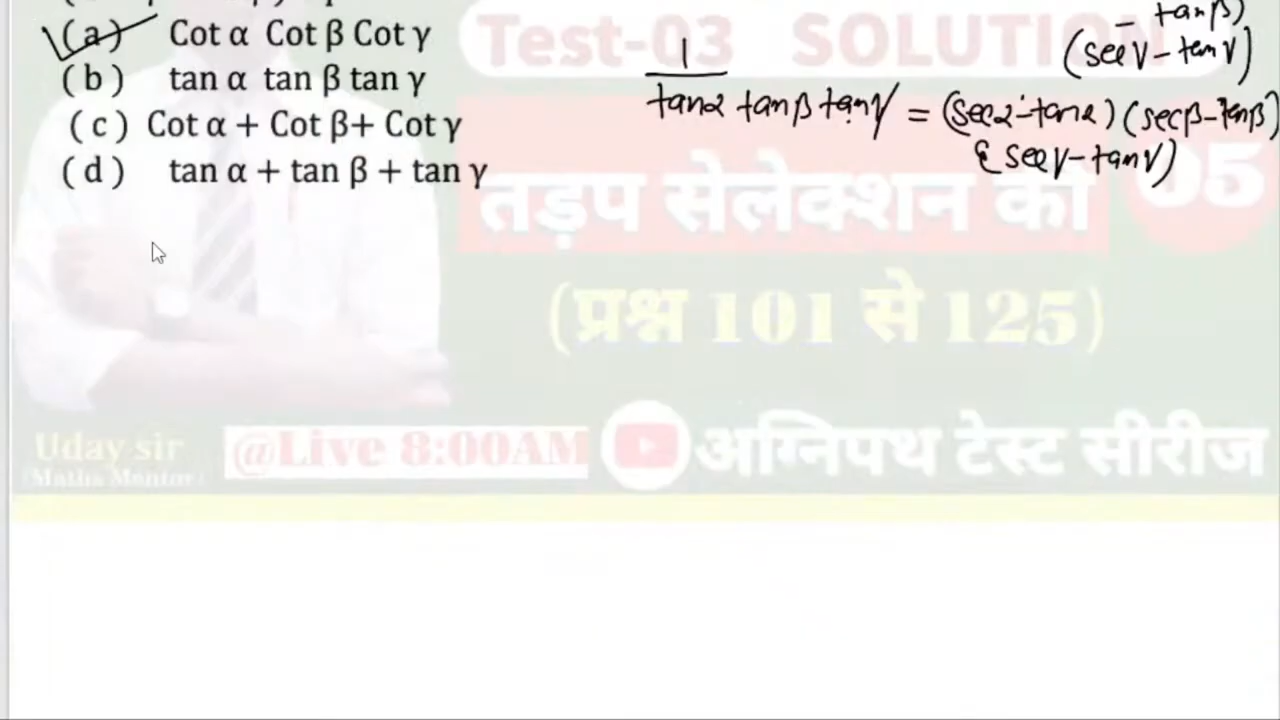 (a) Cot α Cot β Cot γ
(b) tan α tan β tan γ
(c) Cot α + Cot β+ Cot γ
(d) tan α + tan β + tan γ
- tanβ)
(secγ-tanγ)
1
tanα tanβ tanγ = (secα-tanα) (secβ-tanβ)
{secγ-tanγ)
Test-03 SOLUTION
05
तड़प सेलेक्शन की
(प्रश्न 101 से 125)
Uday sir
(Maths Mentor)
@Live 8:00AM
अग्निपथ टेस्ट सीरीज